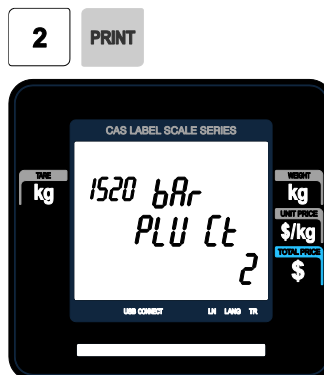 2 PRINT
CAS LABEL SCALE SERIES
TARE
kg
1520 bAr
PLU Ct
2
WEIGHT
kg
UNIT PRICE
$/kg
TOTAL PRICE
$
USB CONNECT LN LANG TR